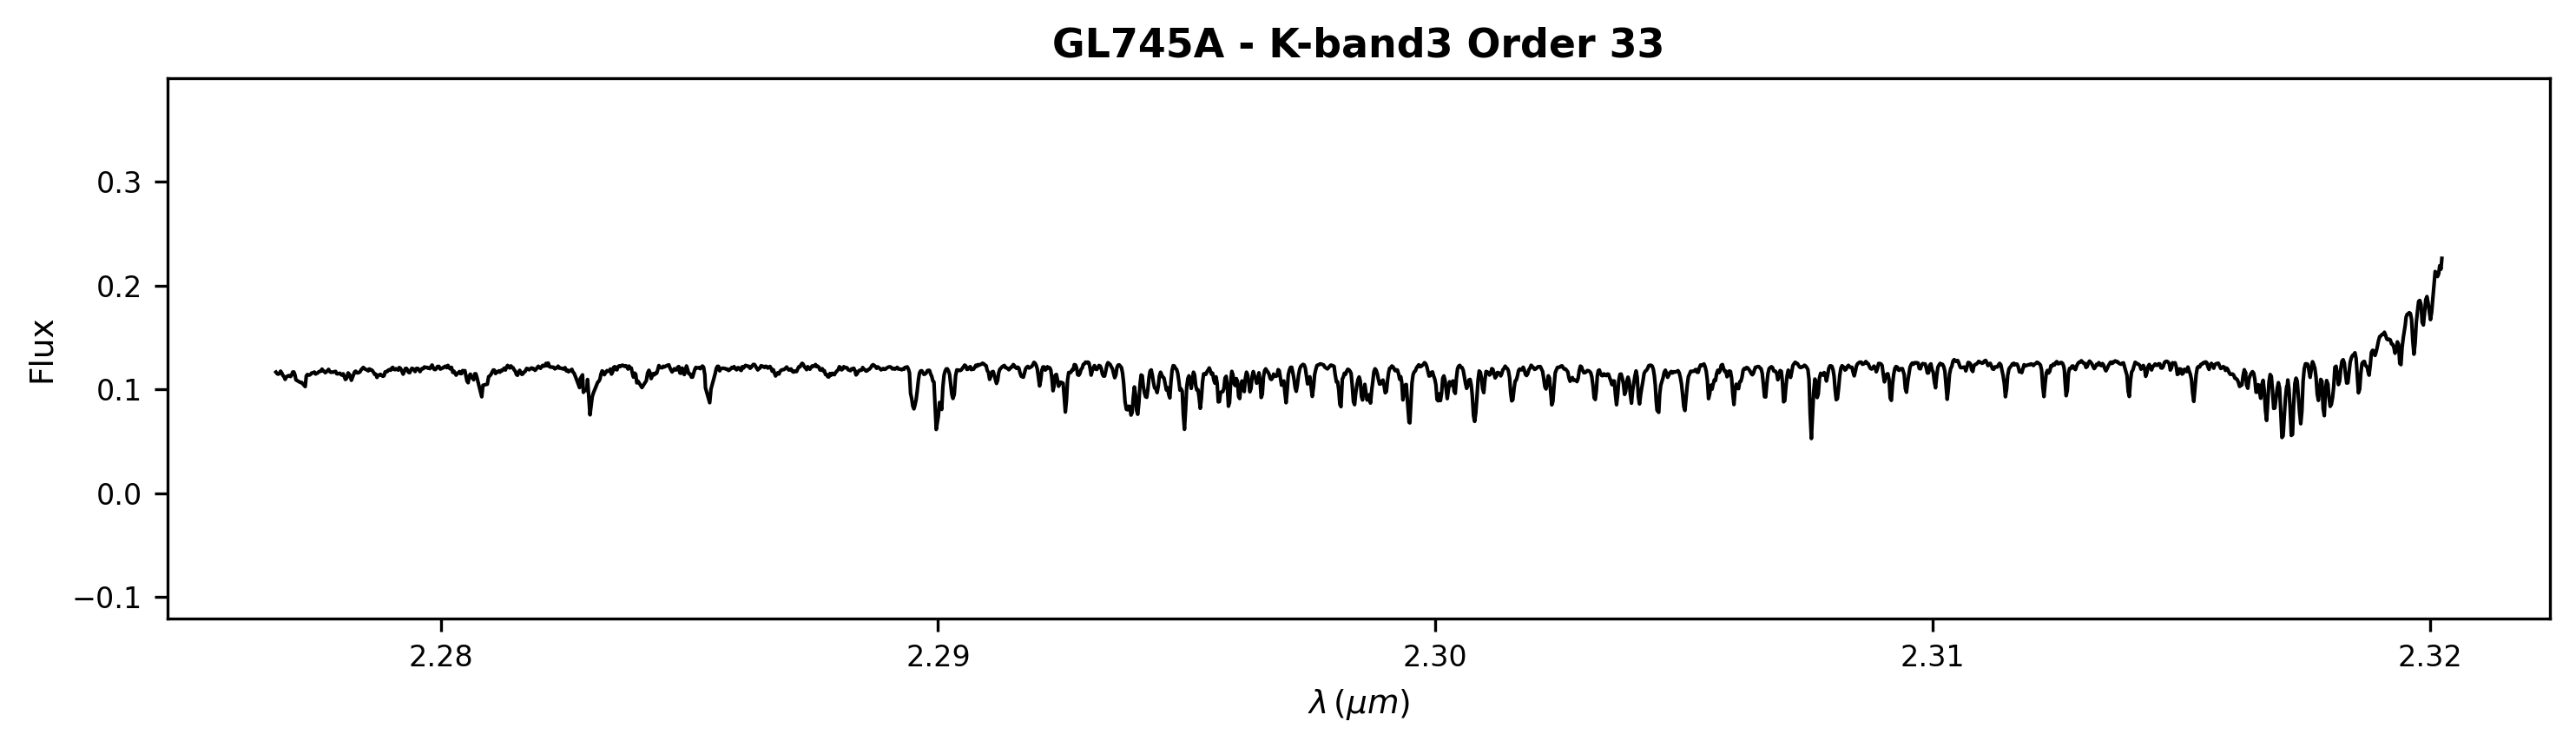 GL745A - K-band3 Order 33
Flux
0.3
0.2
0.1
0.0
−0.1
2.28 2.29 2.30 2.31 2.32
λ (μm)